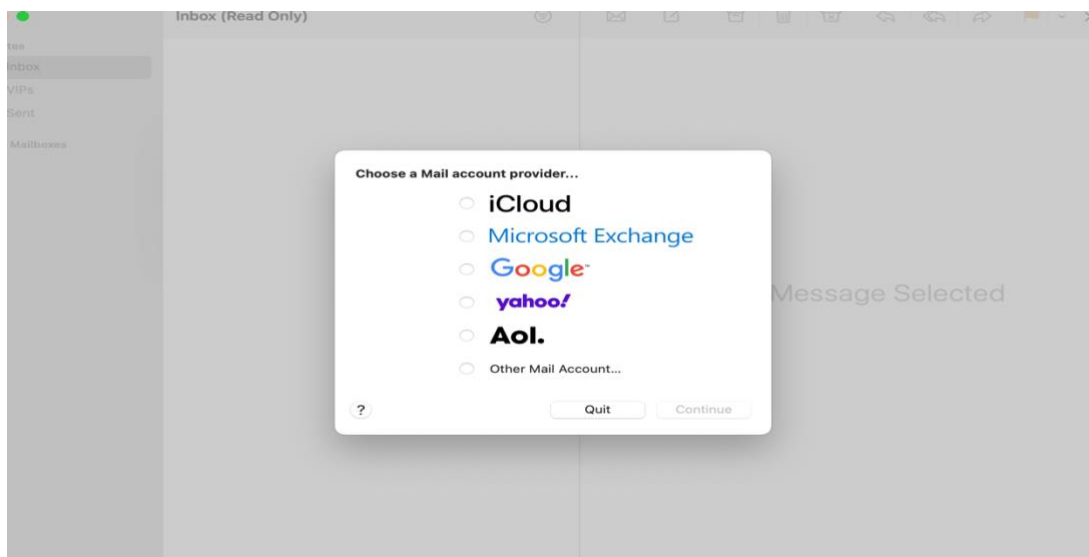 Inbox (Read Only)
tes
Inbox
VIPs
Sent
Mailboxes
Choose a Mail account provider...
iCloud
Microsoft Exchange
Google™
yahoo!
Aol.
Other Mail Account...
?
Quit
Continue
Message Selected